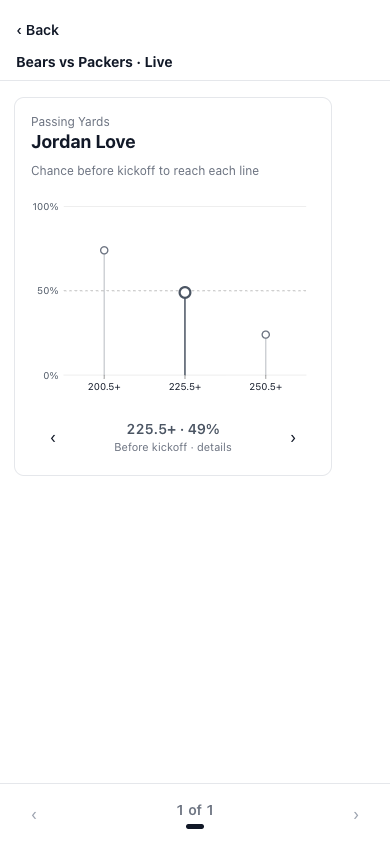 ‹ Back
Bears vs Packers · Live
Passing Yards
Jordan Love
Chance before kickoff to reach each line
100%
50%
0%
200.5+ 225.5+ 250.5+
‹ 225.5+ · 49% ›
Before kickoff · details
‹ 1 of 1 ›